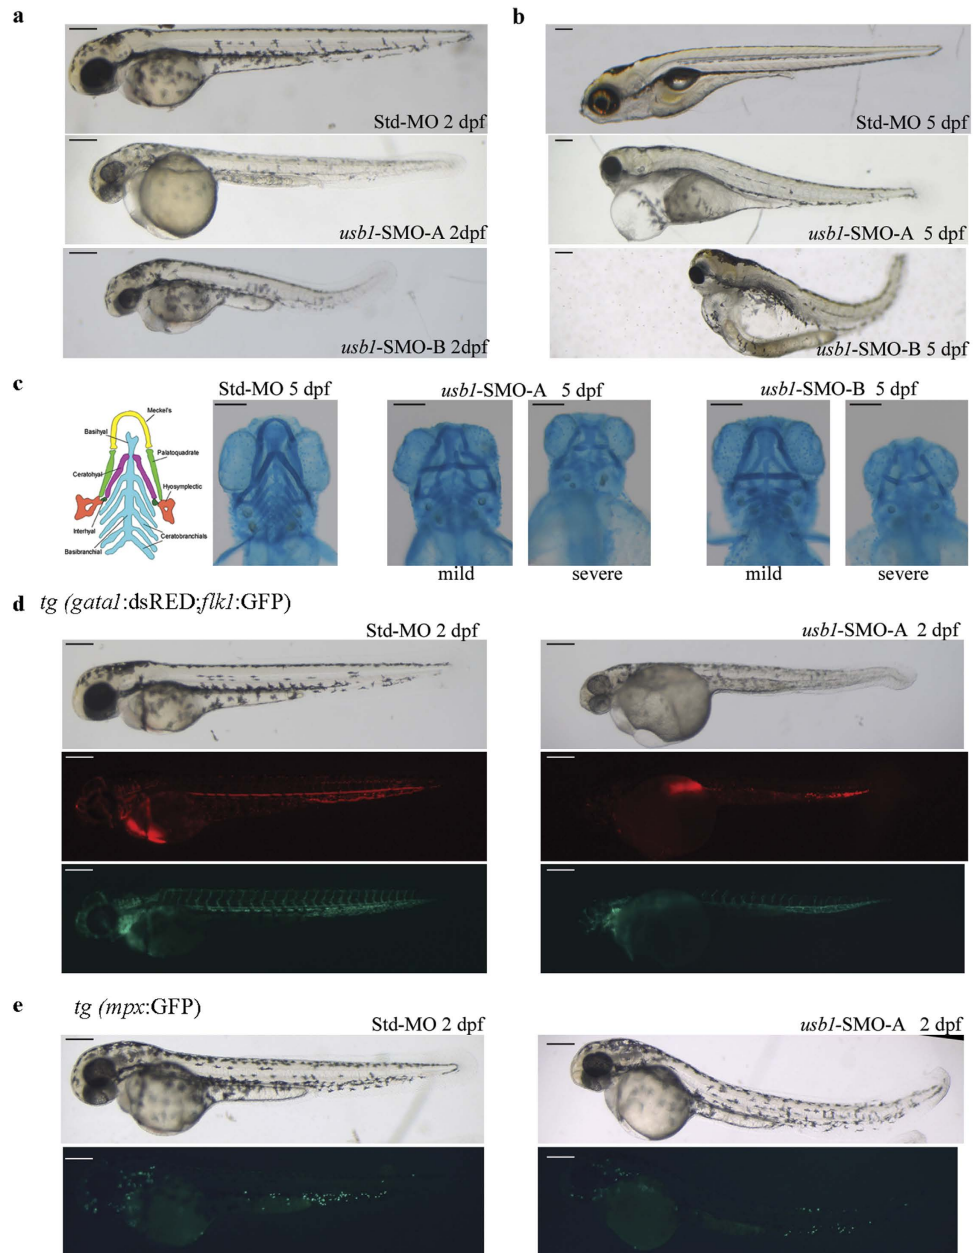 a
Std-MO 2 dpf
usb1-SMO-A 2dpf
usb1-SMO-B 2dpf
b
Std-MO 5 dpf
usb1-SMO-A 5 dpf
usb1-SMO-B 5 dpf
c
Std-MO 5 dpf
usb1-SMO-A 5 dpf
usb1-SMO-B 5 dpf
Meckel's
Basihyal
Palatoquadrate
Ceratohyal
Hyosymplectic
Interhyal
Ceratobranchials
Basibranchial
mild
severe
mild
severe
d tg (gata1:dsRED;flk1:GFP)
Std-MO 2 dpf
usb1-SMO-A 2 dpf
e tg (mpx:GFP)
Std-MO 2 dpf
usb1-SMO-A 2 dpf